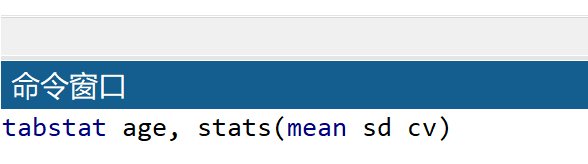 命令窗口
tabstat age, stats(mean sd cv)